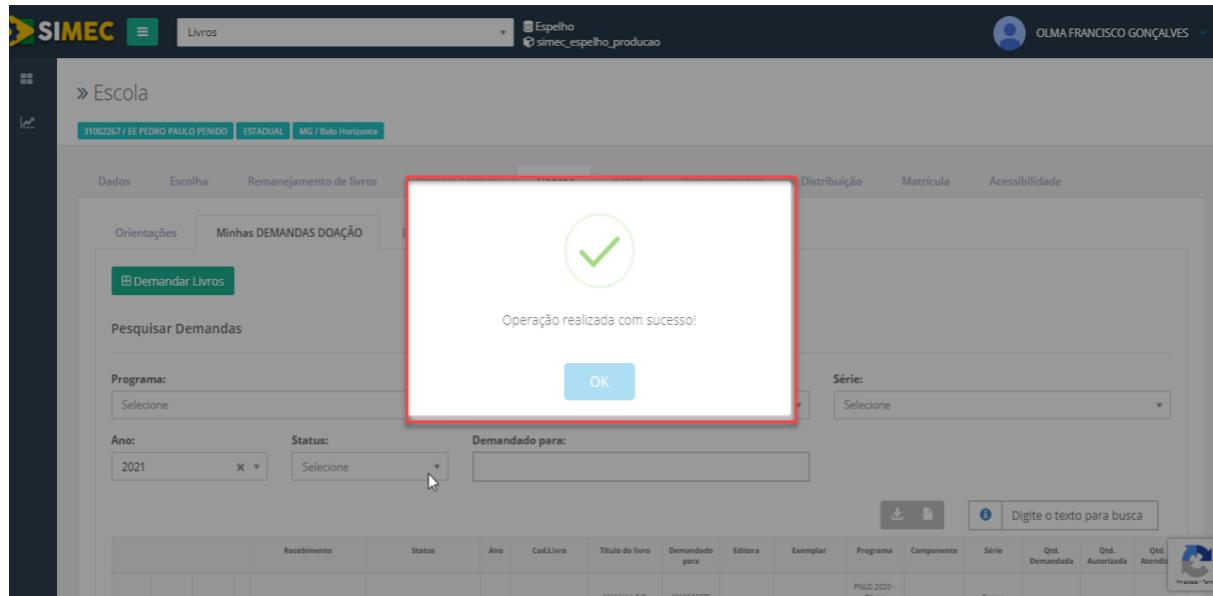 SIMEC
Livros
Espelho
simec_espelho_producao
OLMA FRANCISCO GONÇALVES
» Escola
31002267 / EE PEDRO PAULO PENIDO ESTADUAL MG / Belo Horizonte
Dados Escolha Remanejamento de livros Distribuição Matrícula Acessibilidade
Orientações Minhas DEMANDAS DOAÇÃO
Demandar Livros
Operação realizada com sucesso!
OK
Pesquisar Demandas
Programa: Série:
Selecione Selecione
Ano: Status: Demandado para:
2021 Selecione
Digite o texto para busca
Recebimento Status Ano Cod.Livro Título do livro Demandado para Editora Exemplar Programa Componente Série Qtd. Demandada Qtd. Autorizada Qtd.
PNLD 2020 -